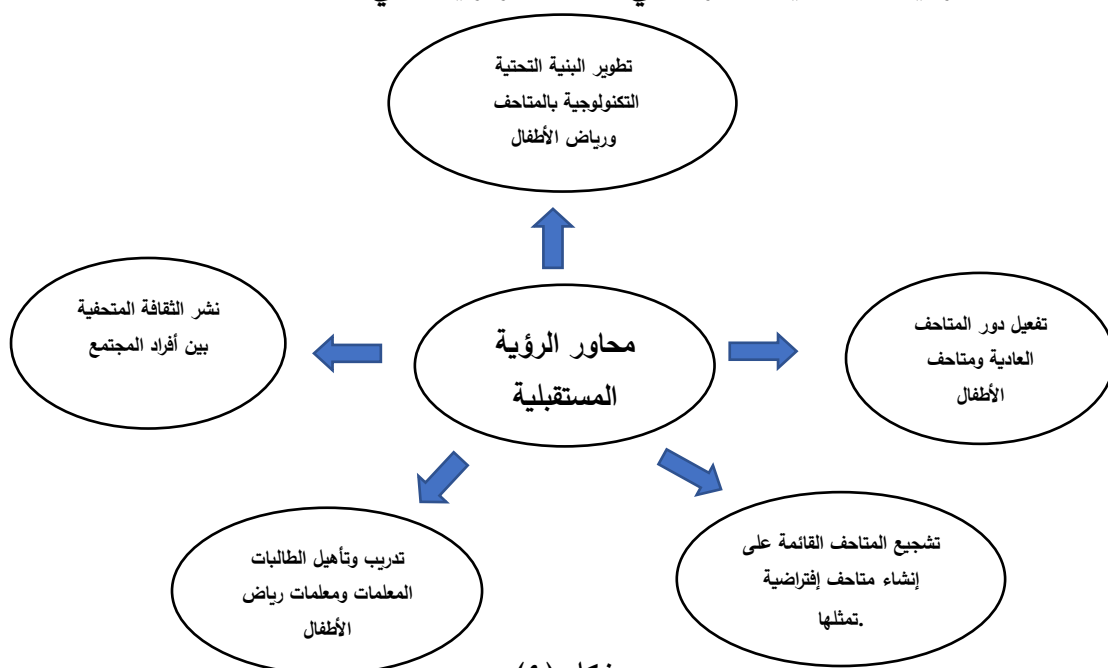 تطوير البنية التحتية
التكنولوجية بالمتاحف
ورياض الأطفال
نشر الثقافة المتحفية
بين أفراد المجتمع
محاور الرؤية
المستقبلية
تفعيل دور المتاحف
العادية ومتاحف
الأطفال
تدريب وتأهيل الطالبات
المعلمات ومعلمات رياض
الأطفال
تشجيع المتاحف القائمة على
إنشاء متاحف إفتراضية
تمثلها.